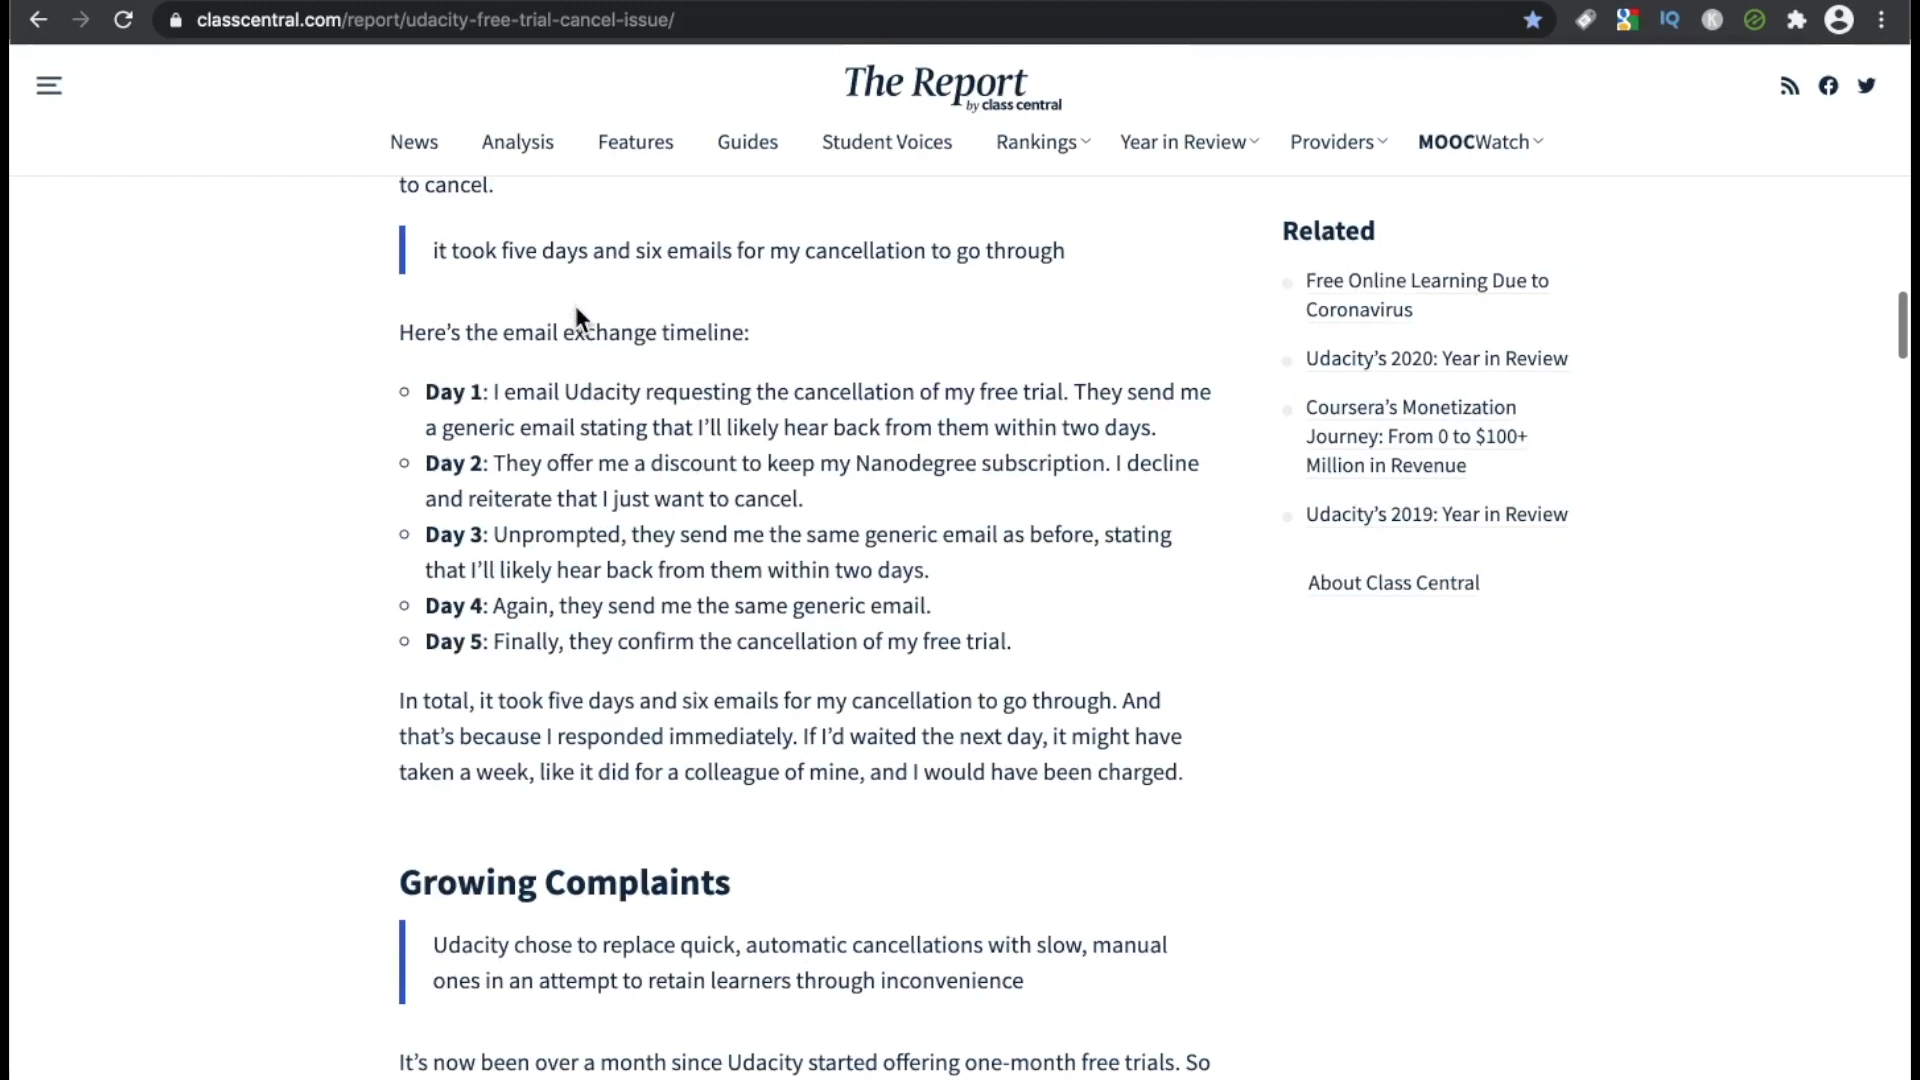 classcentral.com/report/udacity-free-trial-cancel-issue/
IQ
K
The Report
by class central
News Analysis Features Guides Student Voices Rankings Year in Review Providers MOOCWatch
to cancel.
it took five days and six emails for my cancellation to go through
Here’s the email exchange timeline:
Day 1: I email Udacity requesting the cancellation of my free trial. They send me
a generic email stating that I’ll likely hear back from them within two days.
Day 2: They offer me a discount to keep my Nanodegree subscription. I decline
and reiterate that I just want to cancel.
Day 3: Unprompted, they send me the same generic email as before, stating
that I’ll likely hear back from them within two days.
Day 4: Again, they send me the same generic email.
Day 5: Finally, they confirm the cancellation of my free trial.
In total, it took five days and six emails for my cancellation to go through. And
that’s because I responded immediately. If I’d waited the next day, it might have
taken a week, like it did for a colleague of mine, and I would have been charged.
Growing Complaints
Udacity chose to replace quick, automatic cancellations with slow, manual
ones in an attempt to retain learners through inconvenience
It’s now been over a month since Udacity started offering one-month free trials. So
Related
Free Online Learning Due to
Coronavirus
Udacity’s 2020: Year in Review
Coursera’s Monetization
Journey: From 0 to $100+
Million in Revenue
Udacity’s 2019: Year in Review
About Class Central